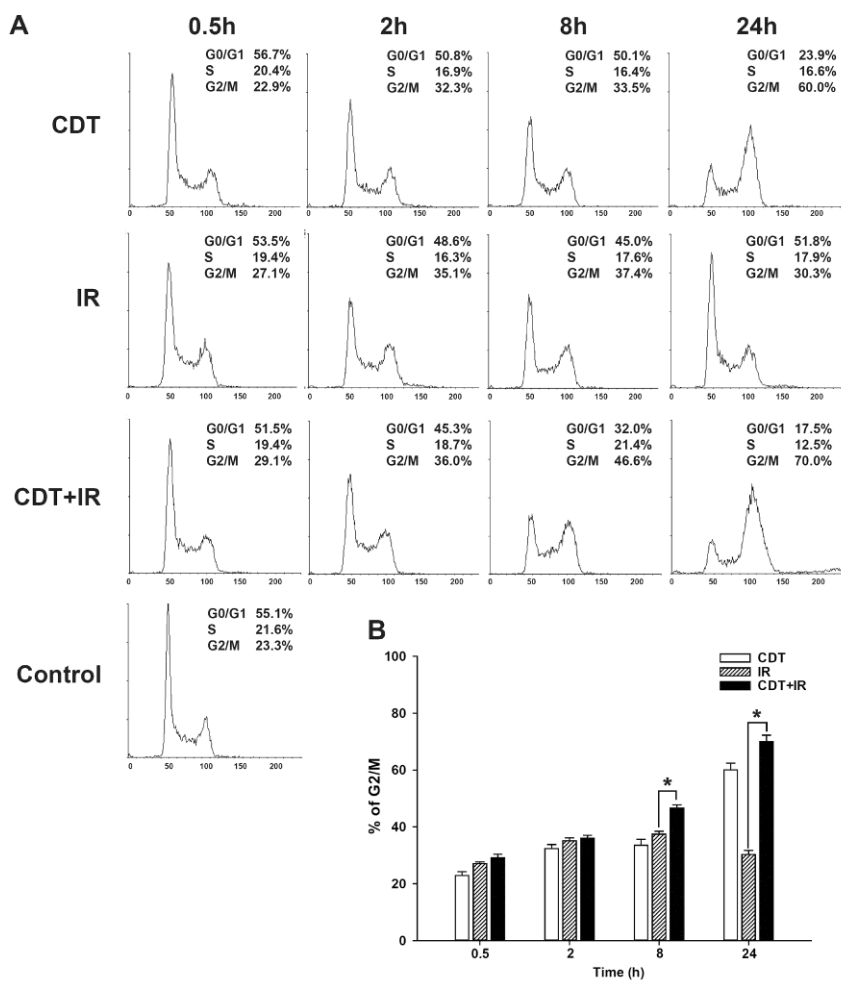 A
0.5h 2h 8h 24h
CDT
G0/G1 56.7%
S 20.4%
G2/M 22.9%
0 50 100 150 200
G0/G1 50.8%
S 16.9%
G2/M 32.3%
0 50 100 150 200
G0/G1 50.1%
S 16.4%
G2/M 33.5%
0 50 100 150 200
G0/G1 23.9%
S 16.6%
G2/M 60.0%
0 50 100 150 200
IR
G0/G1 53.5%
S 19.4%
G2/M 27.1%
0 50 100 150 200
G0/G1 48.6%
S 16.3%
G2/M 35.1%
0 50 100 150 200
G0/G1 45.0%
S 17.6%
G2/M 37.4%
0 50 100 150 200
G0/G1 51.8%
S 17.9%
G2/M 30.3%
0 50 100 150 200
CDT+IR
G0/G1 51.5%
S 19.4%
G2/M 29.1%
0 50 100 150 200
G0/G1 45.3%
S 18.7%
G2/M 36.0%
0 50 100 150 200
G0/G1 32.0%
S 21.4%
G2/M 46.6%
0 50 100 150 200
G0/G1 17.5%
S 12.5%
G2/M 70.0%
0 50 100 150 200
Control
G0/G1 55.1%
S 21.6%
G2/M 23.3%
0 50 100 150 200
B
% of G2/M
100
80
60
40
20
0
CDT
IR
CDT+IR
*
*
0.5 2 8 24
Time (h)